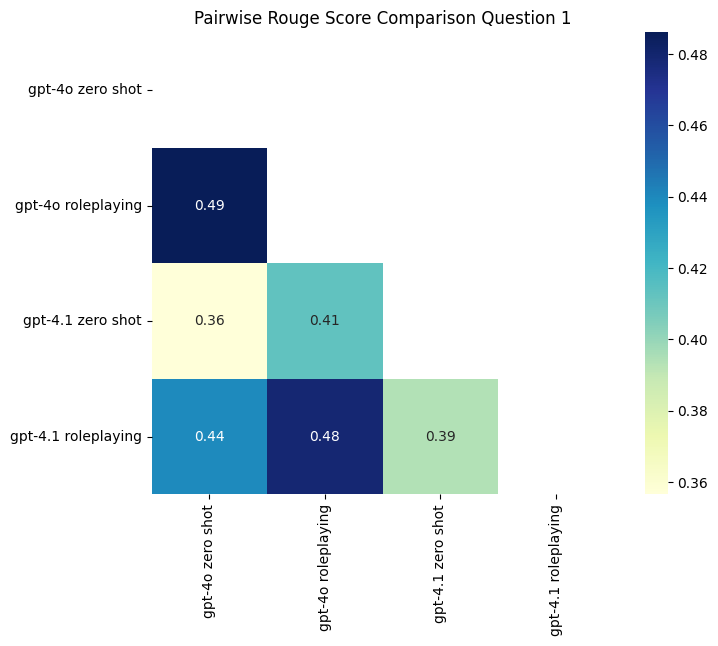 Pairwise Rouge Score Comparison Question 1
gpt-4o zero shot
gpt-4o roleplaying
0.49
gpt-4.1 zero shot
0.36
0.41
gpt-4.1 roleplaying
0.44
0.48
0.39
gpt-4o zero shot
gpt-4o roleplaying
gpt-4.1 zero shot
gpt-4.1 roleplaying
0.48
0.46
0.44
0.42
0.40
0.38
0.36